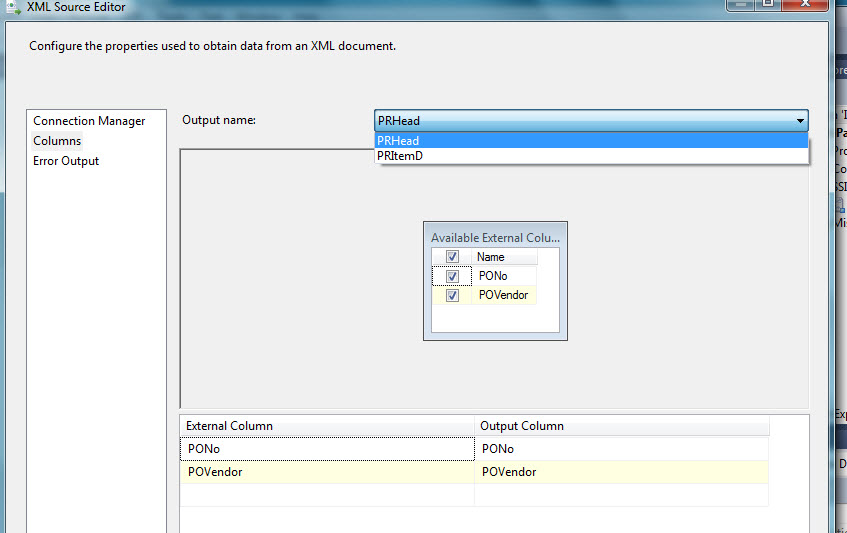 XML Source Editor
Configure the properties used to obtain data from an XML document.
Connection Manager
Columns
Error Output
Output name:
PRHead
PRHead
PRItemD
Available External Colu...
Name
PONo
POVendor
External Column Output Column
PONo PONo
POVendor POVendor